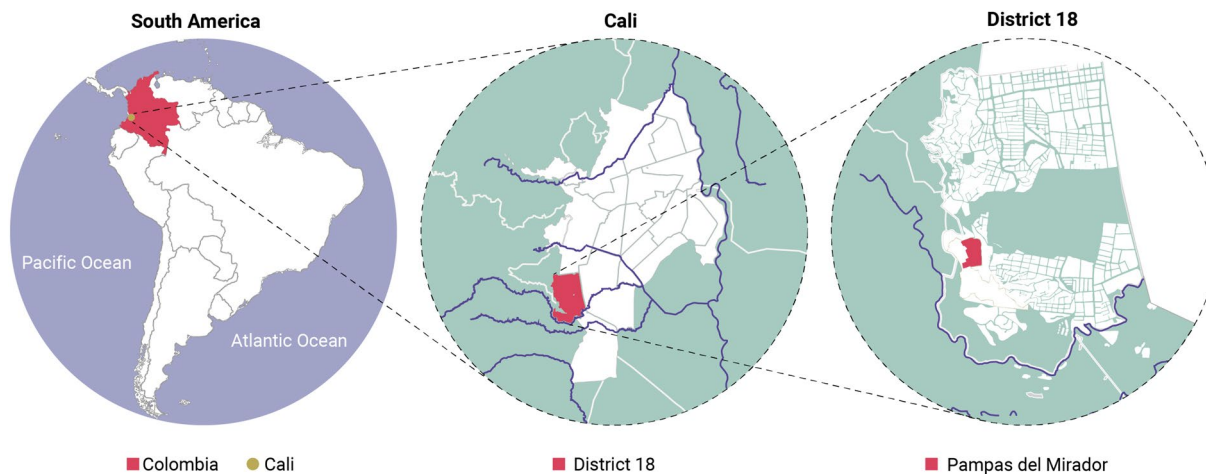 South America
Cali
District 18
Pacific Ocean
Atlantic Ocean
Colombia
Cali
District 18
Pampas del Mirador